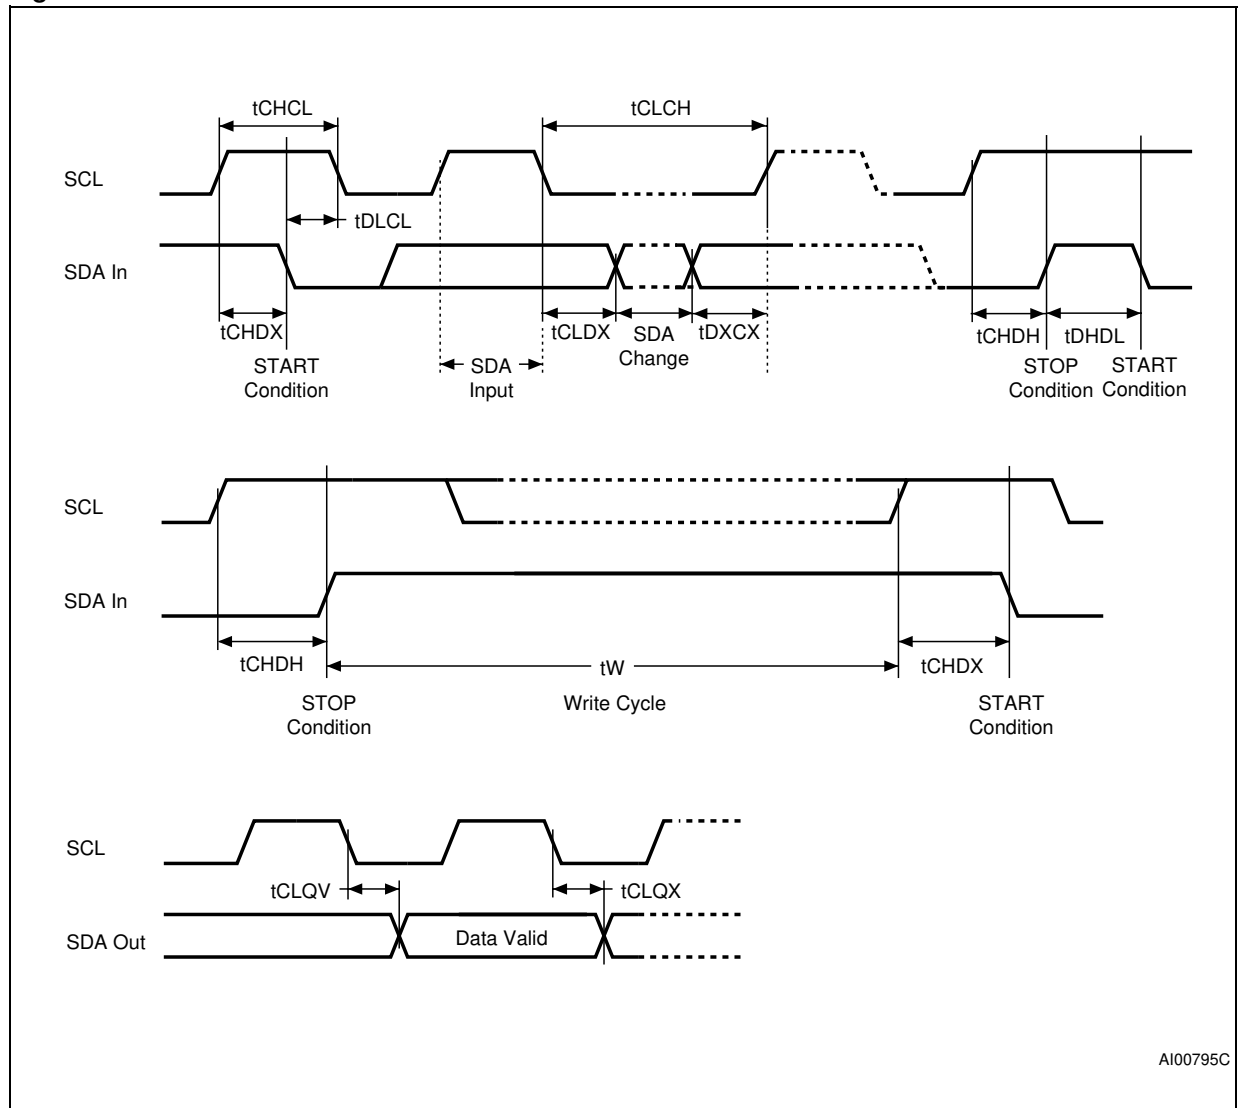 tCHCL
tCLCH
SCL
tDLCL
SDA In
tCHDX
tCLDX
SDA
Change
tDXCX
tCHDH
tDHDL
START
Condition
SDA
Input
STOP
Condition
START
Condition
SCL
SDA In
tCHDH
tW
tCHDX
STOP
Condition
Write Cycle
START
Condition
SCL
tCLQV
tCLQX
SDA Out
Data Valid
AI00795C